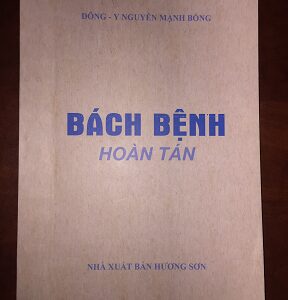 ĐÔNG - Y NGUYỄN MẠNH BỔNG
BÁCH BỆNH
HOÀN TÁN
NHÀ XUẤT BẢN HƯƠNG SƠN